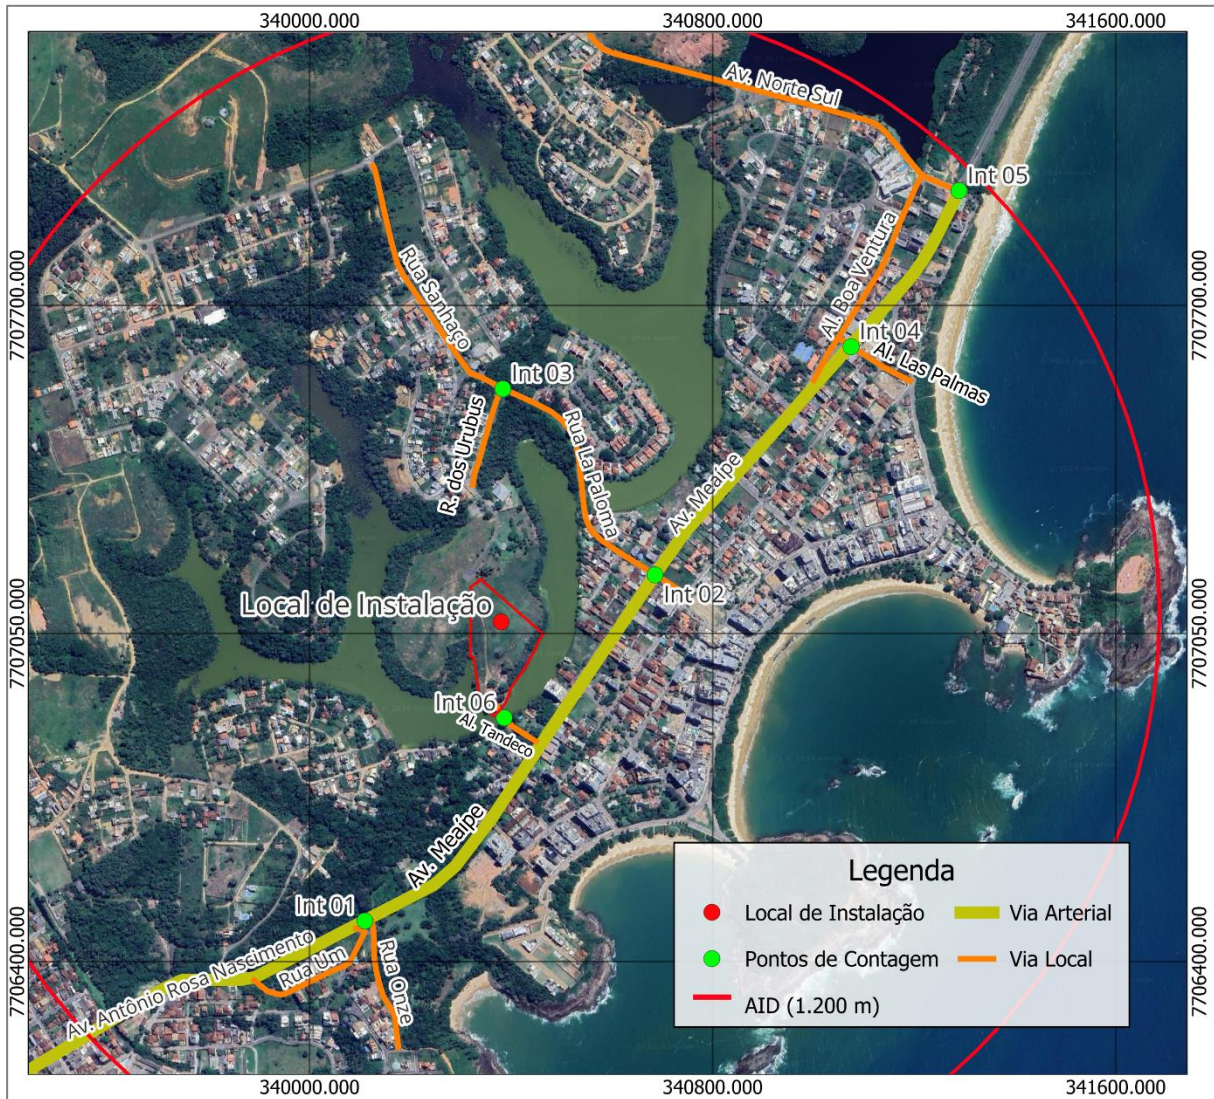 340000.000
340800.000
341600.000
Av. Norte Sul
Int 05
7707700.000
7707700.000
Rua Sanhaço
Al. Boa Ventura
Int 04
Al. Las Palmas
Int 03
R. dos Urubus
Rua La Paloma
Av. Meaípe
Int 02
Local de Instalação
7707050.000
7707050.000
Int 06
Al. Tandeco
Av. Meaípe
Int 01
Av. Antônio Rosa Nascimento
Rua Um
Rua Onze
7706400.000
7706400.000
Legenda
Local de Instalação
Via Arterial
Pontos de Contagem
Via Local
AID (1.200 m)
340000.000
340800.000
341600.000